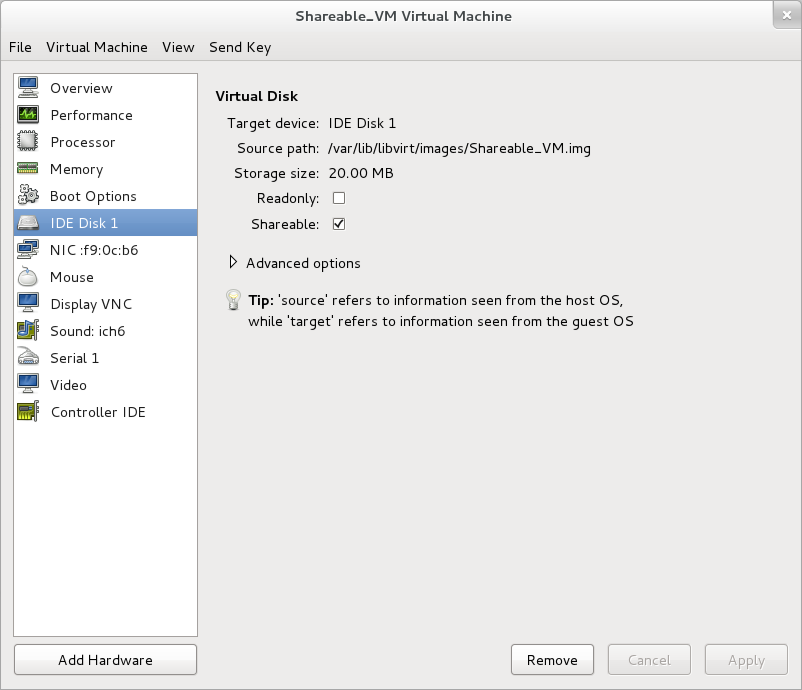 Shareable_VM Virtual Machine
File Virtual Machine View Send Key
Overview
Performance
Processor
Memory
Boot Options
IDE Disk 1
NIC :f9:0c:b6
Mouse
Display VNC
Sound: ich6
Serial 1
Video
Controller IDE
Add Hardware
Virtual Disk
Target device: IDE Disk 1
Source path: /var/lib/libvirt/images/Shareable_VM.img
Storage size: 20.00 MB
Readonly:
Shareable:
Advanced options
Tip: 'source' refers to information seen from the host OS,
while 'target' refers to information seen from the guest OS
Remove Cancel Apply